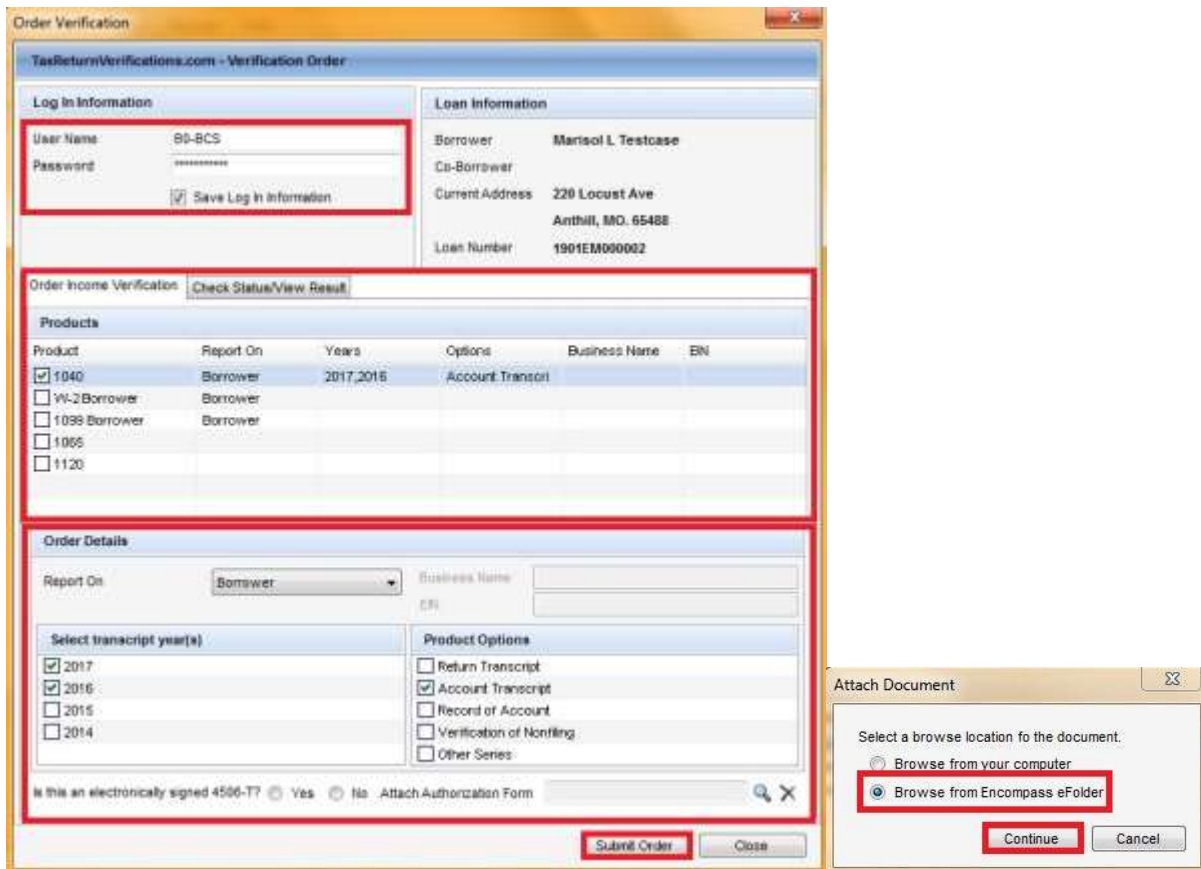 Order Verification
TaxReturnVerifications.com - Verification Order
Log In Information
User Name B0-BCS
Password ***********
Save Log In Information
Loan Information
Borrower Marisol L Testcase
Co-Borrower
Current Address 220 Locust Ave
Anthill, MO. 65488
Loan Number 1901EM000002
Order Income Verification Check Status/View Result
Products
Product Report On Years Options Business Name EIN
1040 Borrower 2017,2016 Account Transcri
W-2 Borrower Borrower
1099 Borrower Borrower
1065
1120
Order Details
Report On Borrower Business Name
EIN
Select transcript year(s)
2017
2016
2015
2014
Product Options
Return Transcript
Account Transcript
Record of Account
Verification of Nonfiling
Other Series
Is this an electronically signed 4506-T? Yes No Attach Authorization Form
Submit Order Close
Attach Document
Select a browse location fo the document.
Browse from your computer
Browse from Encompass eFolder
Continue Cancel